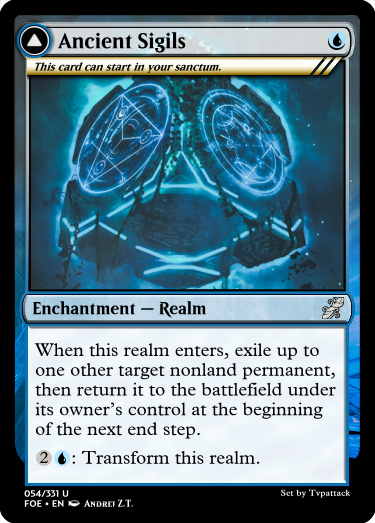 Ancient Sigils
This card can start in your sanctum.
Enchantment — Realm
When this realm enters, exile up to
one other target nonland permanent,
then return it to the battlefield under
its owner's control at the beginning
of the next end step.
2: Transform this realm.
054/331 U
Set by Tvpattack
FOE • EN Andrei Z.T.